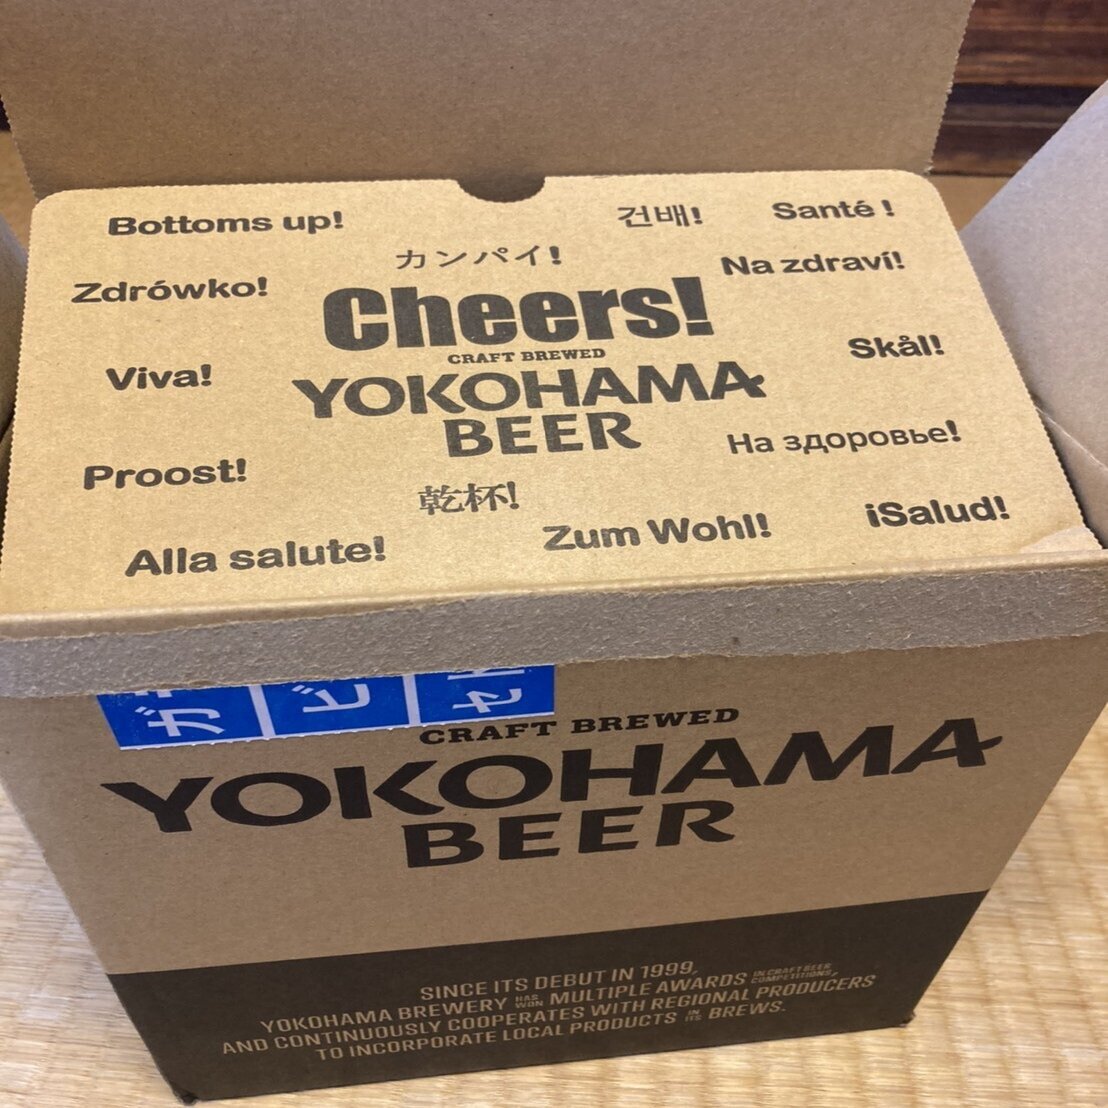 Bottoms up!
건배!
Santé !
カンパイ!
Na zdraví!
Zdrówko!
Cheers!
Skål!
CRAFT BREWED
Viva!
YOKOHAMA
BEER
На здоровье!
Proost!
乾杯!
¡Salud!
Zum Wohl!
Alla salute!
ガ
ビ
セ
CRAFT BREWED
YOKOHAMA
BEER
SINCE ITS DEBUT IN 1999,
YOKOHAMA BREWERY HAS WON MULTIPLE AWARDS IN CRAFT BEER COMPETITIONS,
AND CONTINUOUSLY COOPERATES WITH REGIONAL PRODUCERS
TO INCORPORATE LOCAL PRODUCTS IN ITS BREWS.